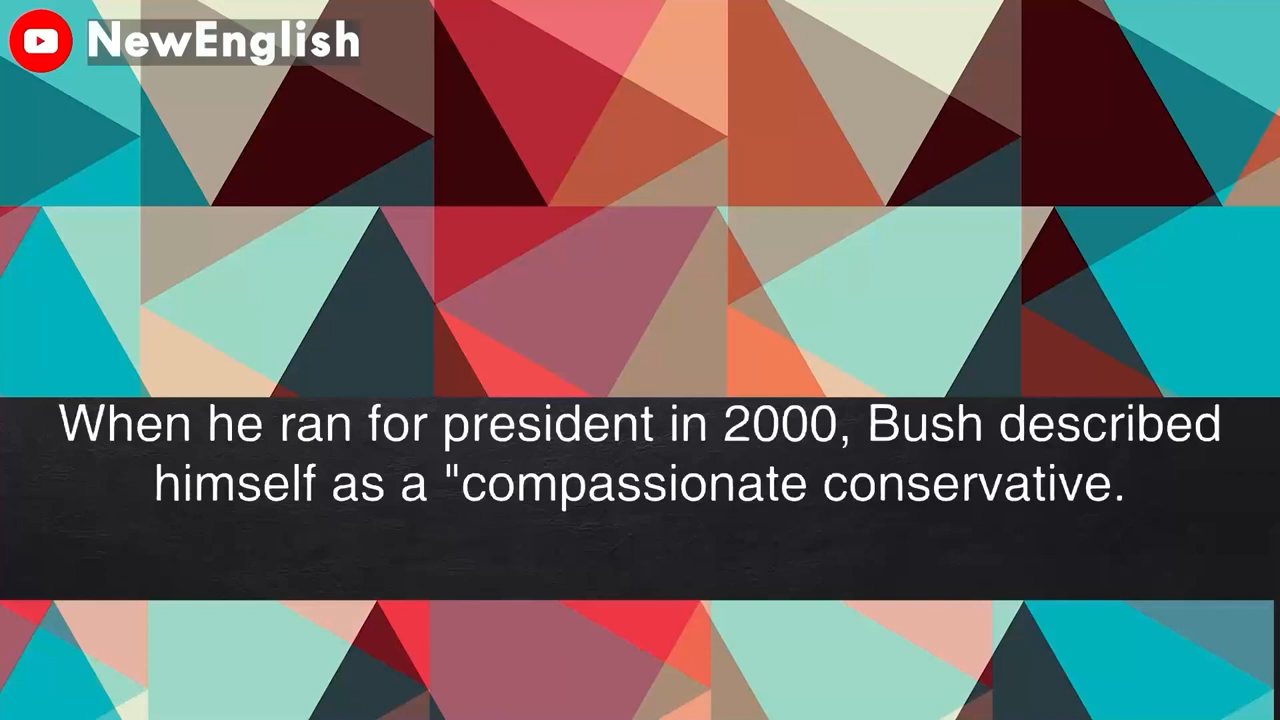 NewEnglish
When he ran for president in 2000, Bush described
himself as a "compassionate conservative.